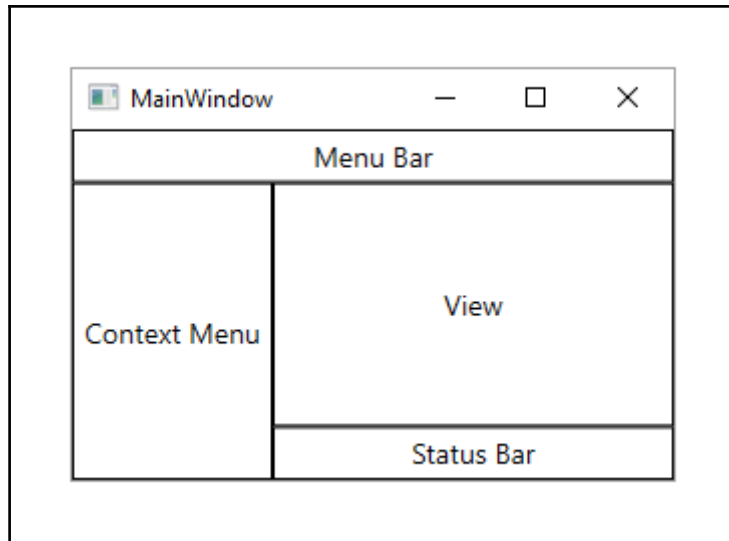 MainWindow
Menu Bar
View
Context Menu
Status Bar